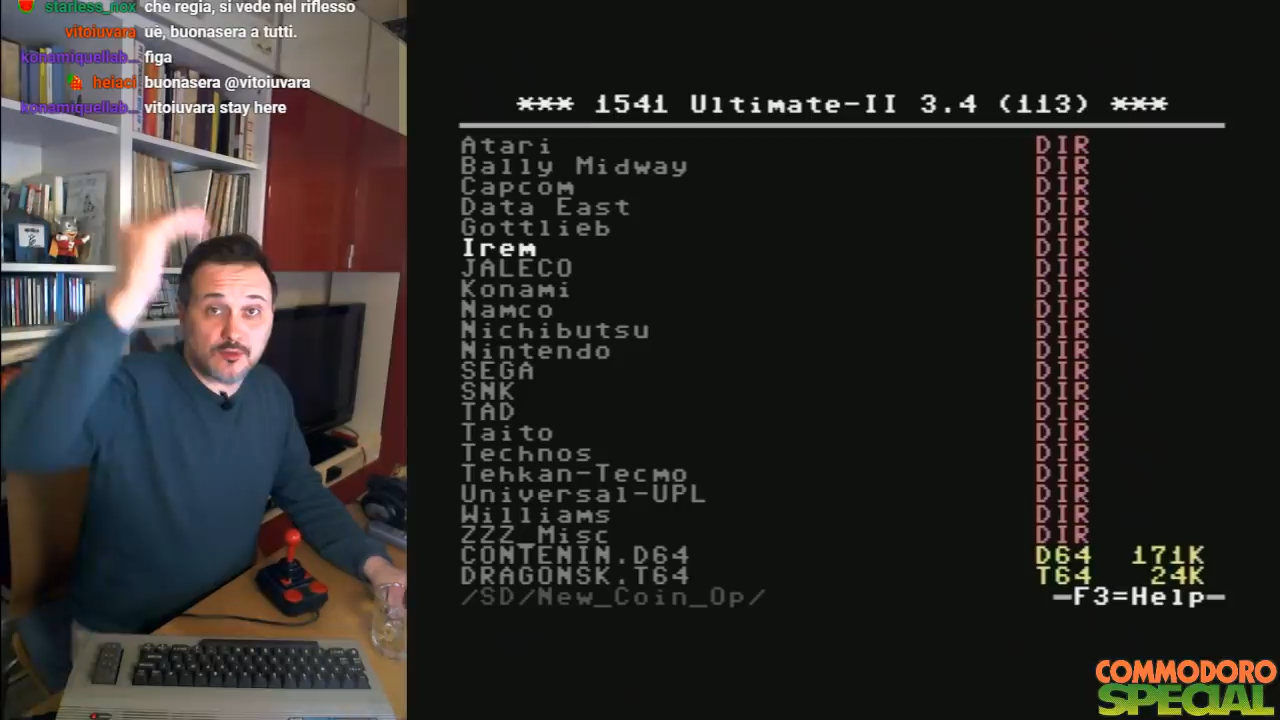 starless_nox che regia, si vede nel riflesso
vitoiuvara uè, buonasera a tutti.
konamiquellab... figa
heiaci buonasera @vitoiuvara
konamiquellab... vitoiuvara stay here
*** 1541 Ultimate-II 3.4 (113) ***
Atari DIR
Bally Midway DIR
Capcom DIR
Data East DIR
Gottlieb DIR
Irem DIR
JALECO DIR
Konami DIR
Namco DIR
Nichibutsu DIR
Nintendo DIR
SEGA DIR
SNK DIR
TAD DIR
Taito DIR
Technos DIR
Tehkan-Tecmo DIR
Universal-UPL DIR
Williams DIR
ZZZ_Misc DIR
CONTENIN.D64 D64 171K
DRAGONSK.T64 T64 24K
/SD/New_Coin_Op/ -F3=Help-
COMMODORO
SPECIAL